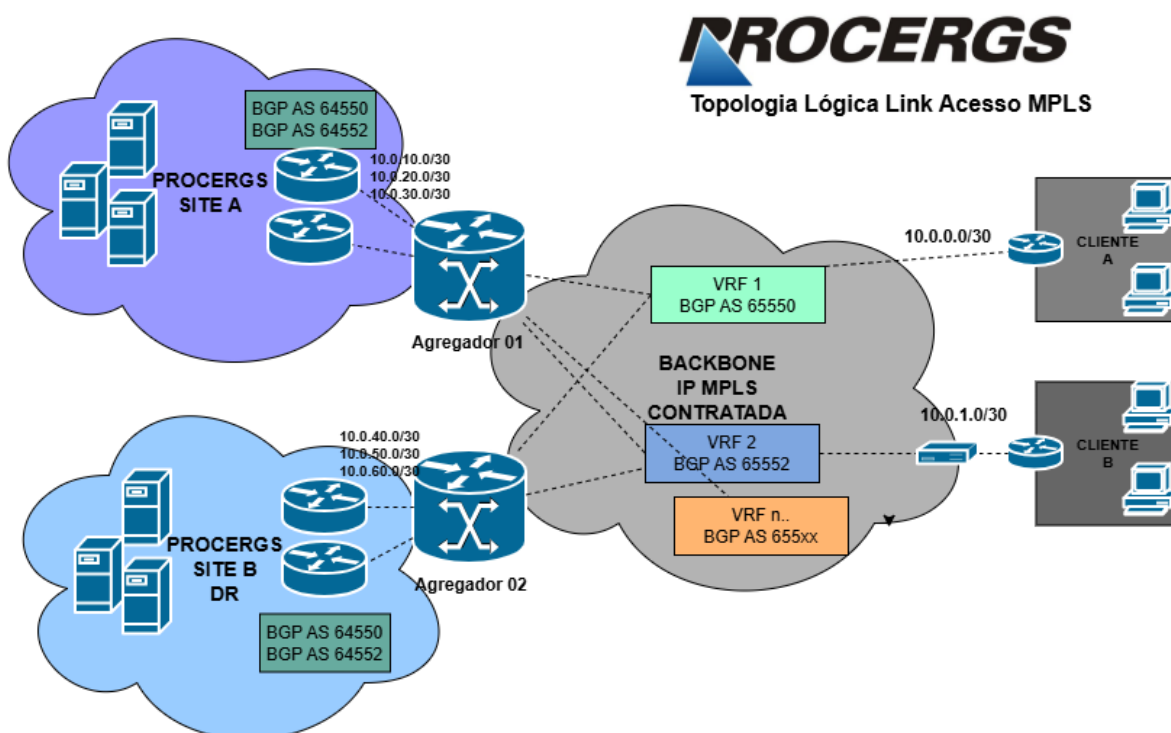 PROCERGS
Topologia Lógica Link Acesso MPLS
BGP AS 64550
BGP AS 64552
10.0.10.0/30
10.0.20.0/30
10.0.30.0/30
PROCERGS
SITE A
Agregador 01
VRF 1
BGP AS 65550
10.0.0.0/30
CLIENTE
A
BACKBONE
IP MPLS
CONTRATADA
VRF 2
BGP AS 65552
VRF n..
BGP AS 655xx
10.0.1.0/30
CLIENTE
B
10.0.40.0/30
10.0.50.0/30
10.0.60.0/30
PROCERGS
SITE B
DR
Agregador 02
BGP AS 64550
BGP AS 64552